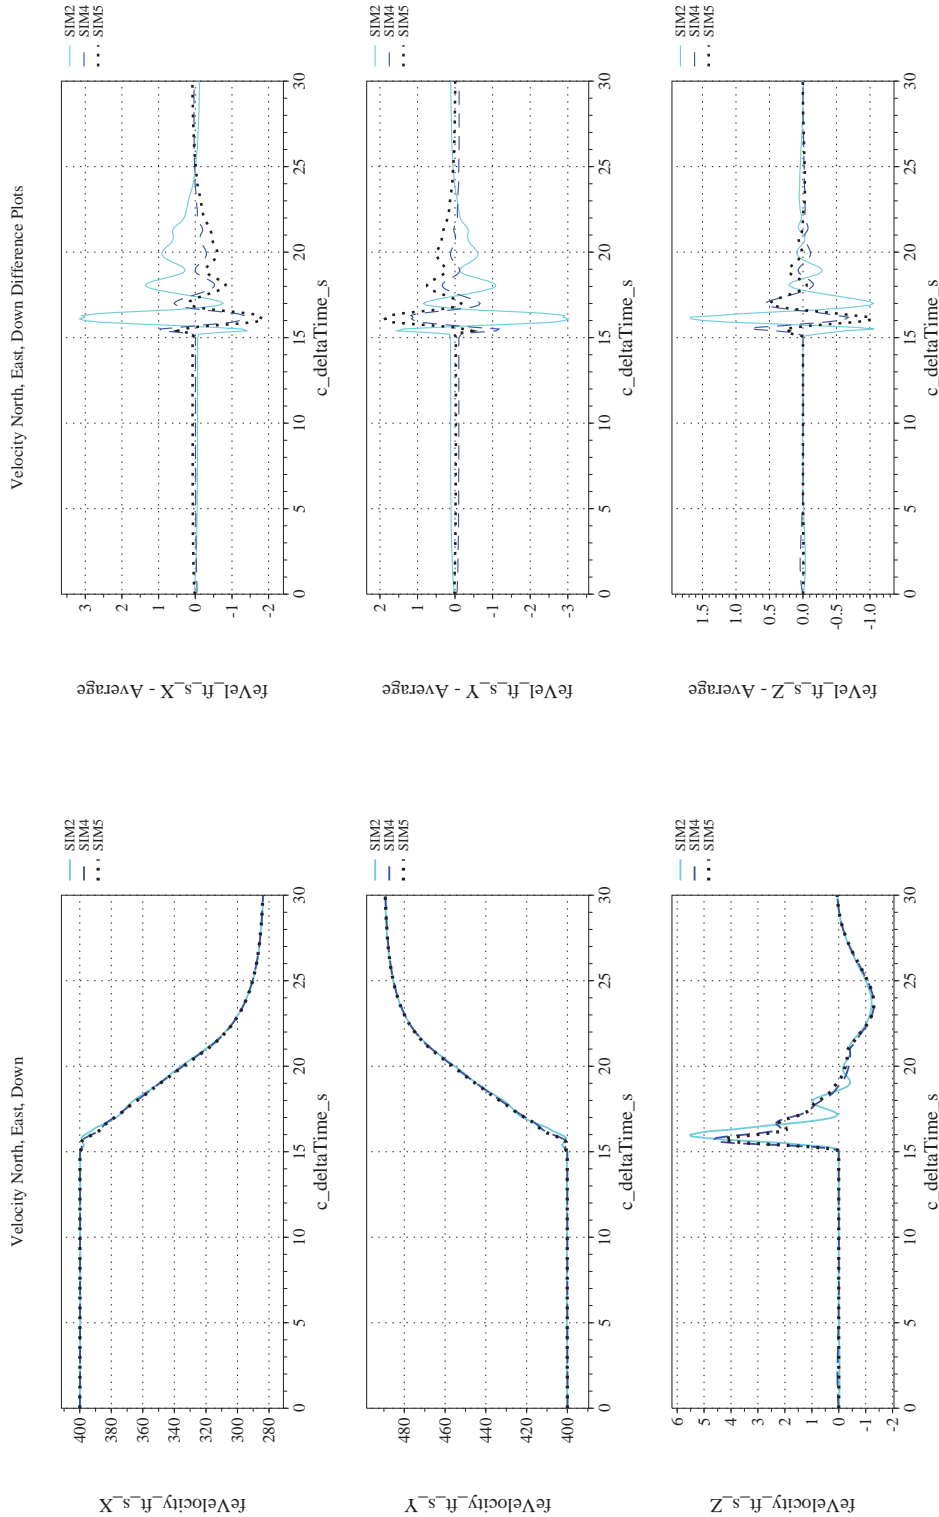 Velocity North, East, Down
feVelocity_ft_s_X
400
380
360
340
320
300
280
0
5
10
15
20
25
30
c_deltaTime_s
SIM2
SIM4
SIM5
feVelocity_ft_s_Y
480
460
440
420
400
0
5
10
15
20
25
30
c_deltaTime_s
SIM2
SIM4
SIM5
feVelocity_ft_s_Z
6
5
4
3
2
1
0
-1
-2
0
5
10
15
20
25
30
c_deltaTime_s
SIM2
SIM4
SIM5
Velocity North, East, Down Difference Plots
feVel_ft_s_X - Average
3
2
1
0
-1
-2
0
5
10
15
20
25
30
c_deltaTime_s
SIM2
SIM4
SIM5
feVel_ft_s_Y - Average
2
1
0
-1
-2
-3
0
5
10
15
20
25
30
c_deltaTime_s
SIM2
SIM4
SIM5
feVel_ft_s_Z - Average
1.5
1.0
0.5
0.0
-0.5
-1.0
0
5
10
15
20
25
30
c_deltaTime_s
SIM2
SIM4
SIM5